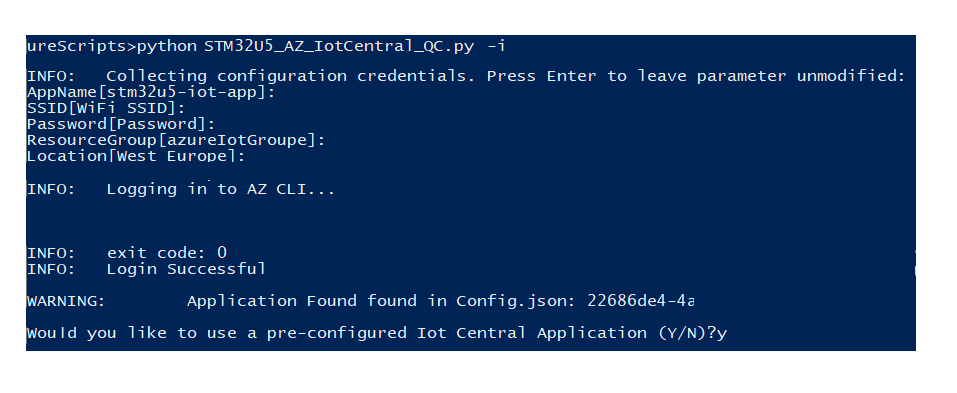 ureScripts>python STM32U5_AZ_IotCentral_QC.py -i
INFO: Collecting configuration credentials. Press Enter to leave parameter unmodified:
AppName[stm32u5-iot-app]:
SSID[WiFi SSID]:
Password[Password]:
ResourceGroup[azureIotGroupe]:
Location[West Europe]:
INFO: Logging in to AZ CLI...
INFO: exit code: 0
INFO: Login Successful
WARNING: Application Found found in Config.json: 22686de4-4a
Would you like to use a pre-configured Iot Central Application (Y/N)?y